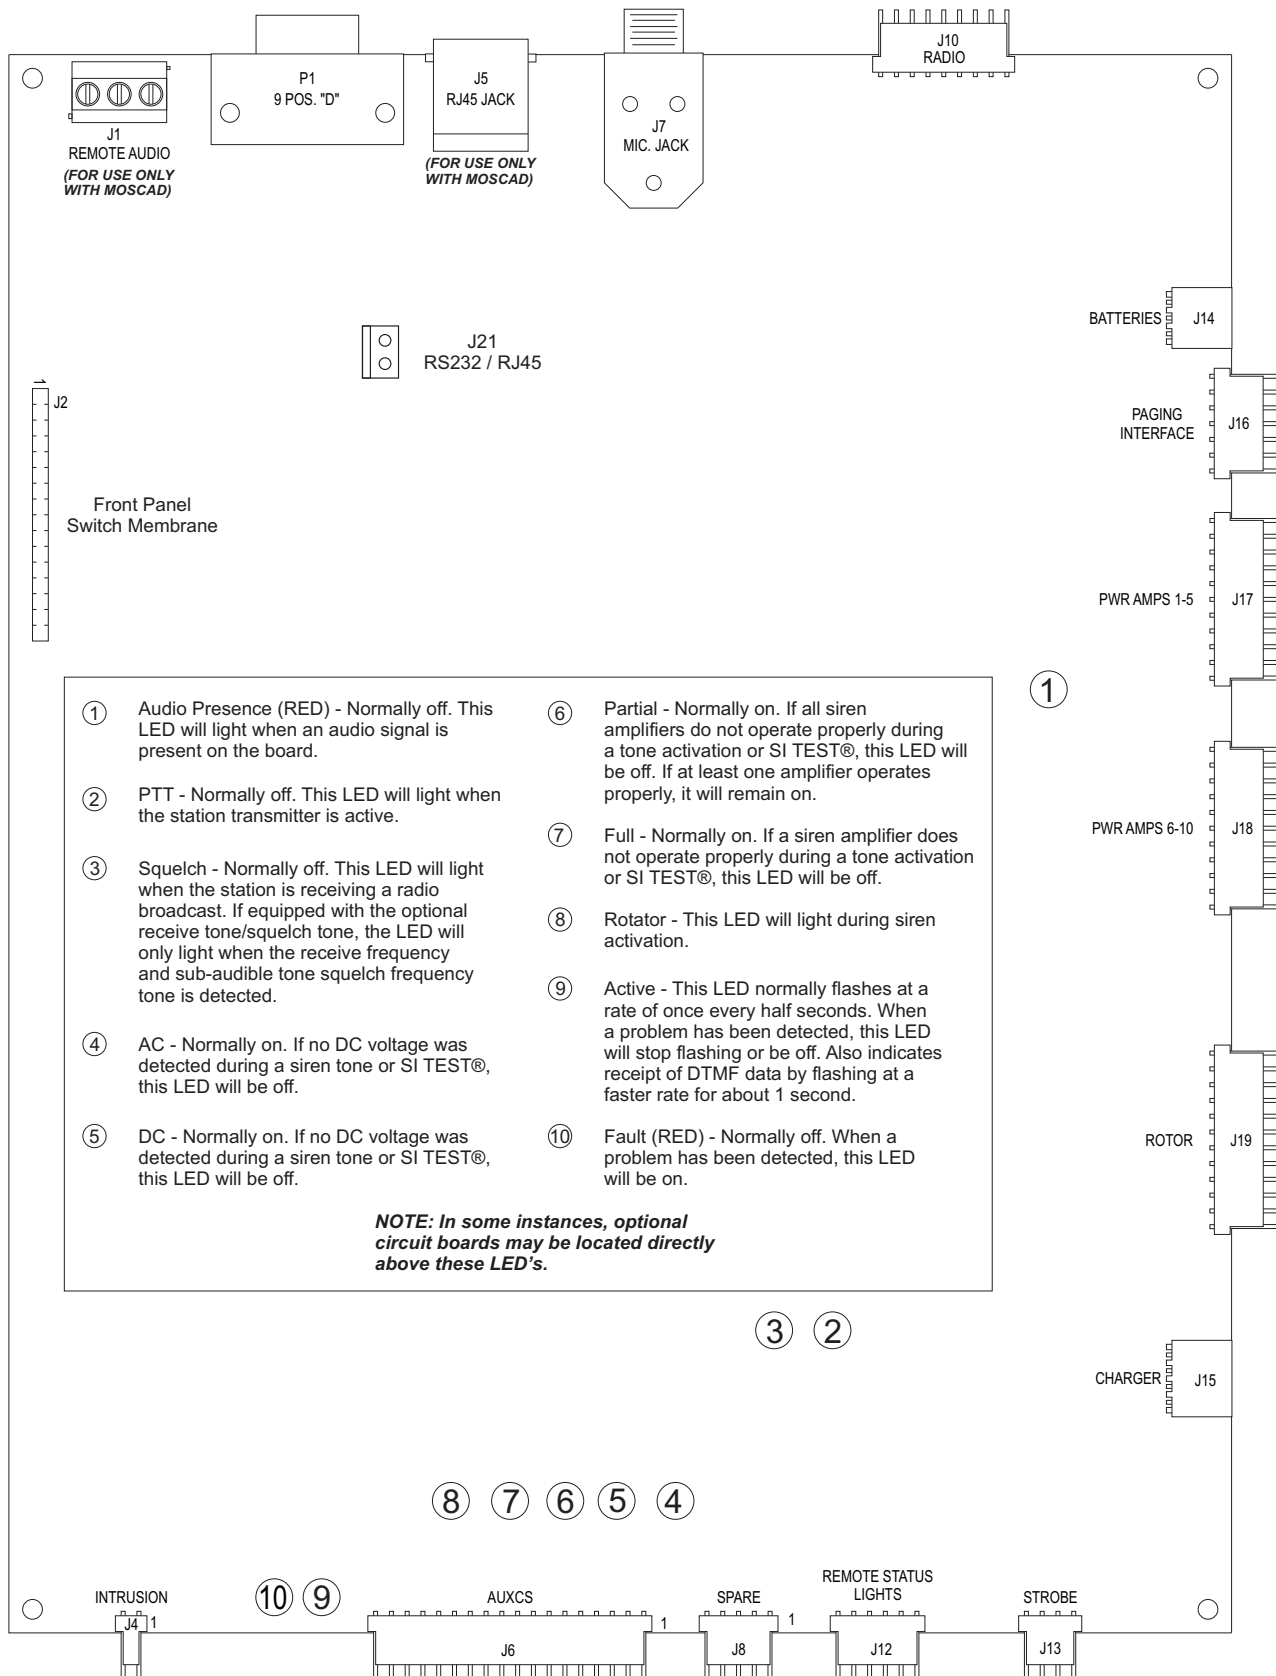 J10
RADIO
P1
9 POS. "D"
J5
RJ45 JACK
(FOR USE ONLY
WITH MOSCAD)
J7
MIC. JACK
J1
REMOTE AUDIO
(FOR USE ONLY
WITH MOSCAD)
BATTERIES
J14
J21
RS232 / RJ45
1
J2
PAGING
INTERFACE
J16
Front Panel
Switch Membrane
PWR AMPS 1-5
J17
1
1 Audio Presence (RED) - Normally off. This
LED will light when an audio signal is
present on the board.
2 PTT - Normally off. This LED will light when
the station transmitter is active.
3 Squelch - Normally off. This LED will light
when the station is receiving a radio
broadcast. If equipped with the optional
receive tone/squelch tone, the LED will
only light when the receive frequency
and sub-audible tone squelch frequency
tone is detected.
4 AC - Normally on. If no DC voltage was
detected during a siren tone or SI TEST®,
this LED will be off.
5 DC - Normally on. If no DC voltage was
detected during a siren tone or SI TEST®,
this LED will be off.
6 Partial - Normally on. If all siren
amplifiers do not operate properly during
a tone activation or SI TEST®, this LED will
be off. If at least one amplifier operates
properly, it will remain on.
7 Full - Normally on. If a siren amplifier does
not operate properly during a tone activation
or SI TEST®, this LED will be off.
8 Rotator - This LED will light during siren
activation.
9 Active - This LED normally flashes at a
rate of once every half seconds. When
a problem has been detected, this LED
will stop flashing or be off. Also indicates
receipt of DTMF data by flashing at a
faster rate for about 1 second.
10 Fault (RED) - Normally off. When a
problem has been detected, this LED
will be on.
NOTE: In some instances, optional
circuit boards may be located directly
above these LED's.
PWR AMPS 6-10
J18
ROTOR
J19
3 2
CHARGER
J15
8 7 6 5 4
10 9
INTRUSION
J4 1
AUXCS
J6
1
SPARE
J8
1
REMOTE STATUS
LIGHTS
J12
STROBE
J13